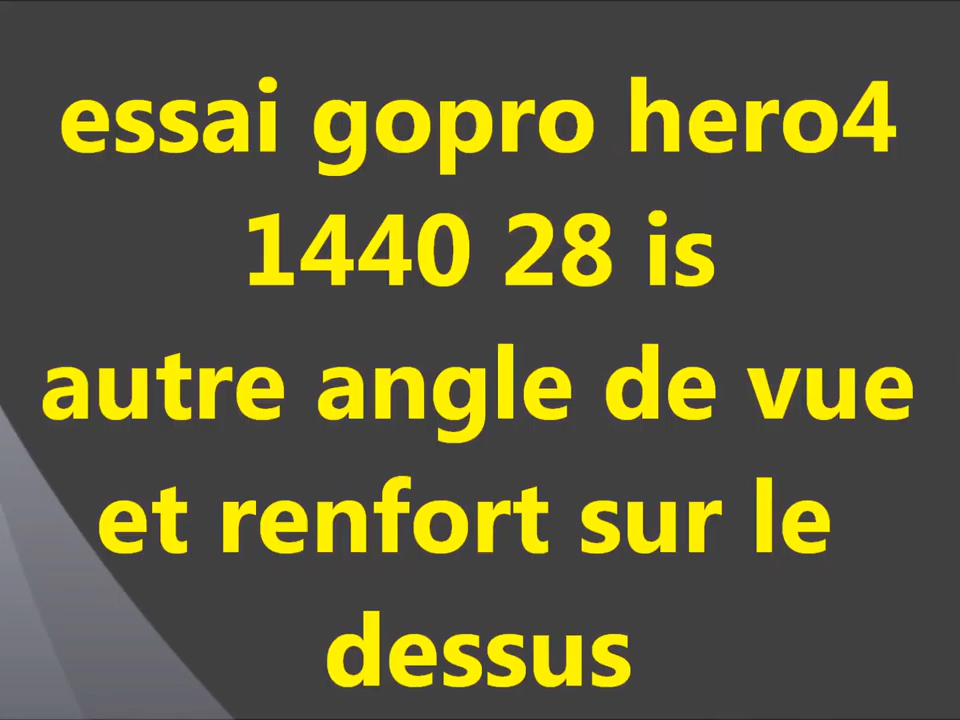 essai gopro hero4
1440 28 is
autre angle de vue
et renfort sur le
dessus